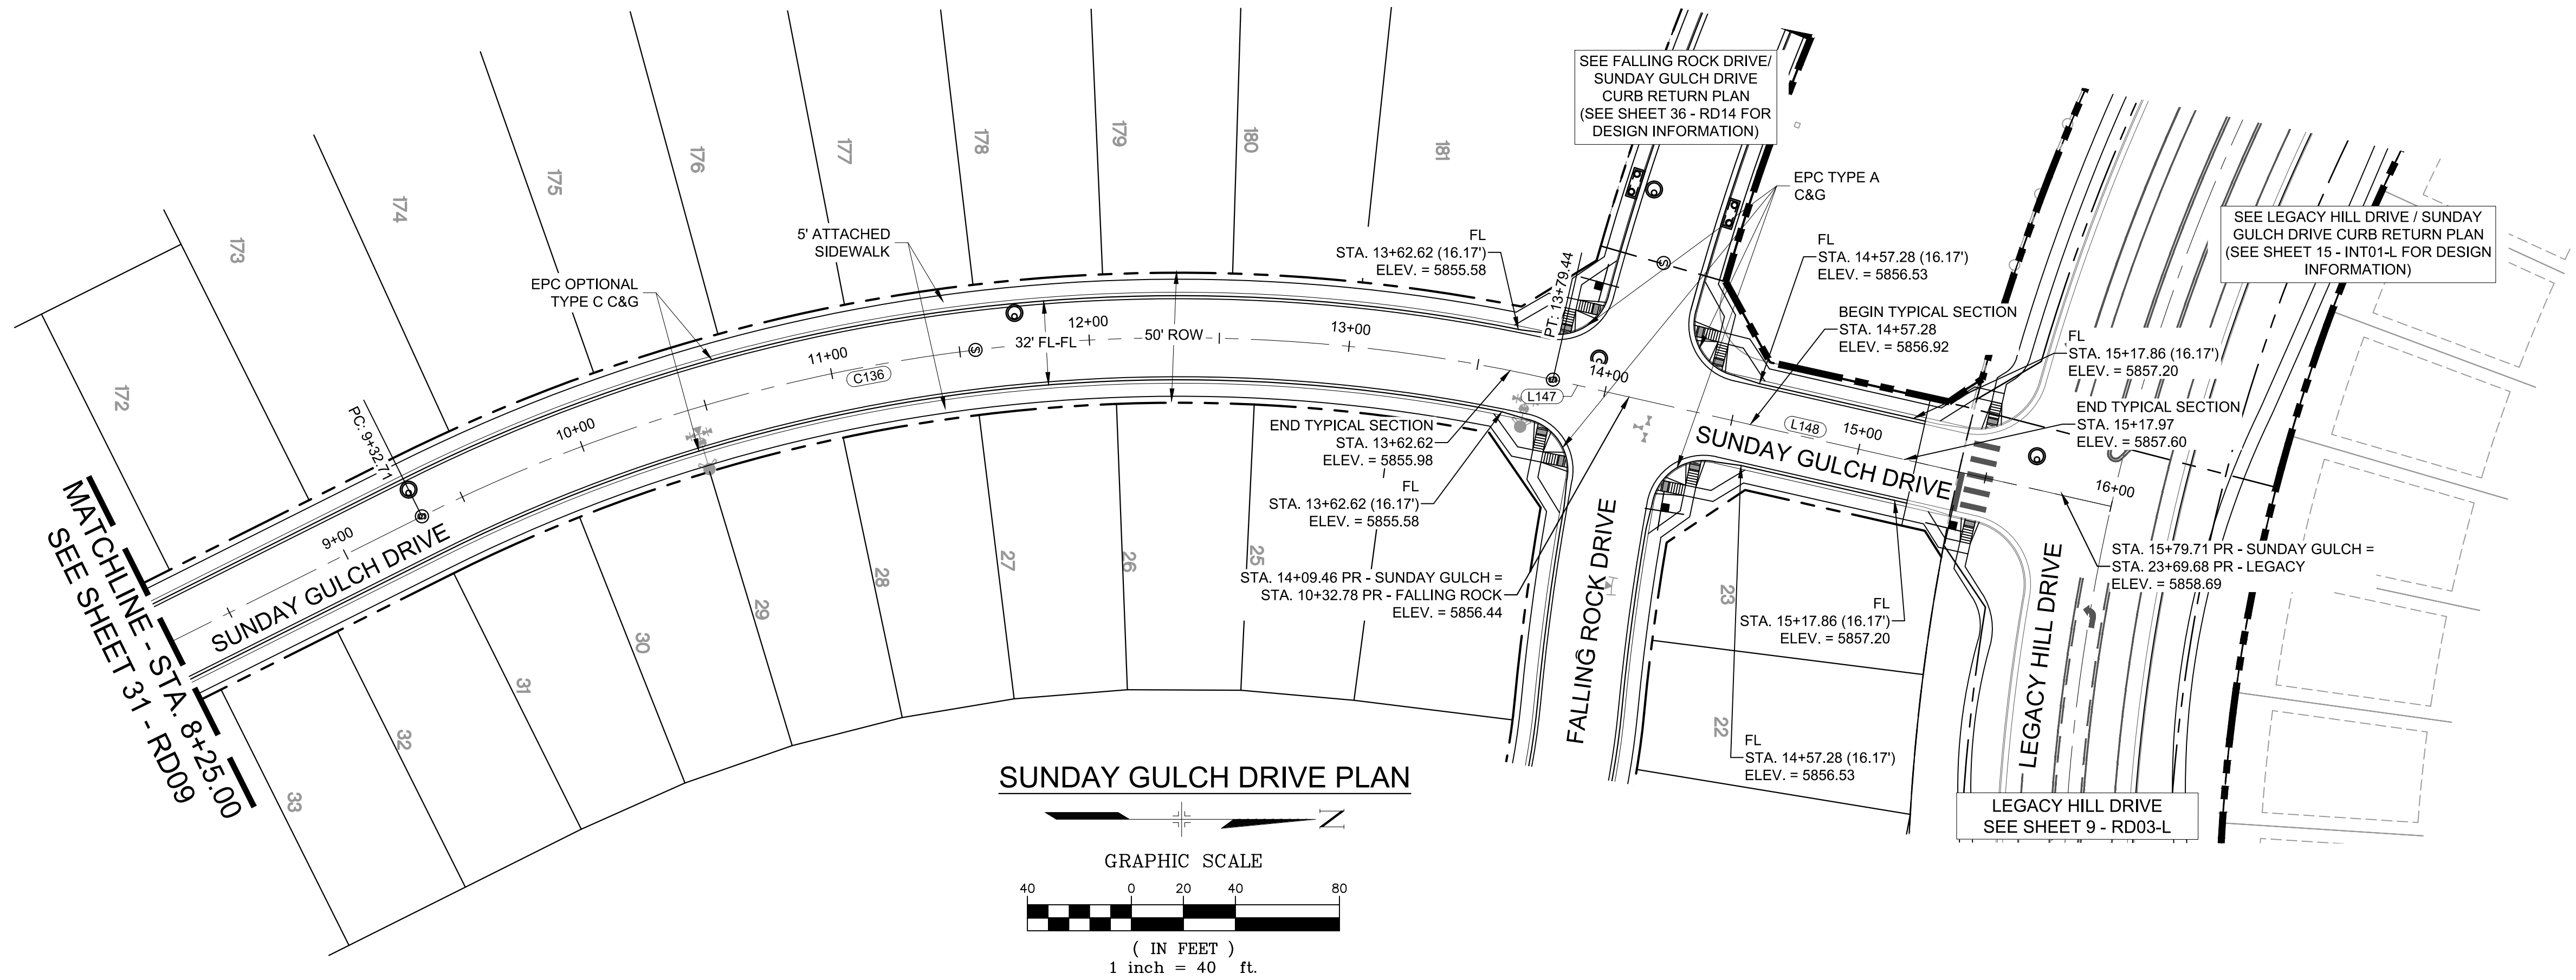 SEE FALLING ROCK DRIVE/
SUNDAY GULCH DRIVE
CURB RETURN PLAN
(SEE SHEET 36 - RD14 FOR
DESIGN INFORMATION)
EPC TYPE A
C&G
SEE LEGACY HILL DRIVE / SUNDAY
GULCH DRIVE CURB RETURN PLAN
(SEE SHEET 15 - INT01-L FOR DESIGN
INFORMATION)
172
173
174
175
176
177
178
179
180
181
5' ATTACHED
SIDEWALK
EPC OPTIONAL
TYPE C C&G
FL
STA. 13+62.62 (16.17')
ELEV. = 5855.58
PT: 13+79.44
FL
STA. 14+57.28 (16.17')
ELEV. = 5856.53
BEGIN TYPICAL SECTION
STA. 14+57.28
ELEV. = 5856.92
FL
STA. 15+17.86 (16.17')
ELEV. = 5857.20
END TYPICAL SECTION
STA. 15+17.97
ELEV. = 5857.60
PC: 9+32.71
9+00
10+00
11+00
12+00
13+00
14+00
15+00
16+00
C136
L147
L148
S
S
S
S
32' FL-FL
50' ROW
SUNDAY GULCH DRIVE
SUNDAY GULCH DRIVE
MATCHLINE - STA. 8+25.00
SEE SHEET 31 - RD09
END TYPICAL SECTION
STA. 13+62.62
ELEV. = 5855.98
FL
STA. 13+62.62 (16.17')
ELEV. = 5855.58
STA. 14+09.46 PR - SUNDAY GULCH =
STA. 10+32.78 PR - FALLING ROCK
ELEV. = 5856.44
FALLING ROCK DRIVE
FL
STA. 15+17.86 (16.17')
ELEV. = 5857.20
FL
STA. 14+57.28 (16.17')
ELEV. = 5856.53
STA. 15+79.71 PR - SUNDAY GULCH =
STA. 23+69.68 PR - LEGACY
ELEV. = 5858.69
LEGACY HILL DRIVE
LEGACY HILL DRIVE
SEE SHEET 9 - RD03-L
33
32
31
30
29
28
27
26
25
23
22
SUNDAY GULCH DRIVE PLAN
N
GRAPHIC SCALE
40 0 20 40 80
( IN FEET )
1 inch = 40 ft.